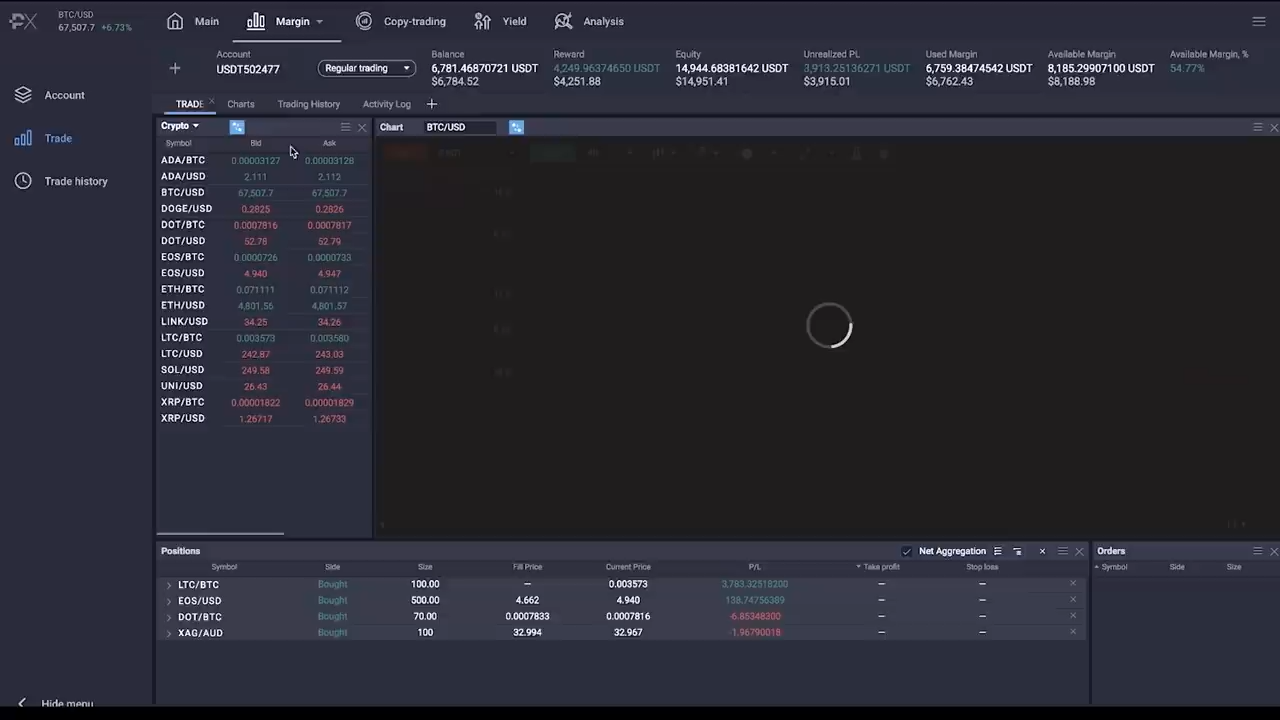 BTC/USD
67,507.7 +6.73%
Main
Margin
Copy-trading
Yield
Analysis
Account
USDT502477
Regular trading
Balance
6,781.46870721 USDT
$6,784.52
Reward
4,249.96374650 USDT
$4,251.88
Equity
14,944.68381642 USDT
$14,951.41
Unrealized PL
3,913.25136271 USDT
$3,915.01
Used Margin
6,759.38474542 USDT
$6,762.43
Available Margin
8,185.29907100 USDT
$8,188.98
Available Margin, %
54.77%
Account
Trade
Trade history
Hide menu
TRADE
Charts
Trading History
Activity Log
Crypto
Symbol Bid Ask
ADA/BTC 0.00003127 0.00003128
ADA/USD 2.111 2.112
BTC/USD 67,507.7 67,507.7
DOGE/USD 0.2825 0.2826
DOT/BTC 0.0007816 0.0007817
DOT/USD 52.78 52.79
EOS/BTC 0.0000726 0.0000733
EOS/USD 4.940 4.947
ETH/BTC 0.071111 0.071112
ETH/USD 4,801.56 4,801.57
LINK/USD 34.25 34.26
LTC/BTC 0.003573 0.003580
LTC/USD 242.87 243.03
SOL/USD 249.58 249.59
UNI/USD 26.43 26.44
XRP/BTC 0.00001822 0.00001829
XRP/USD 1.26717 1.26733
Chart BTC/USD
Positions
Net Aggregation
Symbol Side Size Fill Price Current Price P/L Take profit Stop loss
LTC/BTC Bought 100.00 — 0.003573 3,783.32518200 — —
EOS/USD Bought 500.00 4.662 4.940 138.74756389 — —
DOT/BTC Bought 70.00 0.0007833 0.0007816 -6.85348300 — —
XAG/AUD Bought 100 32.994 32.967 -1.96790018 — —
Orders
Symbol Side Size